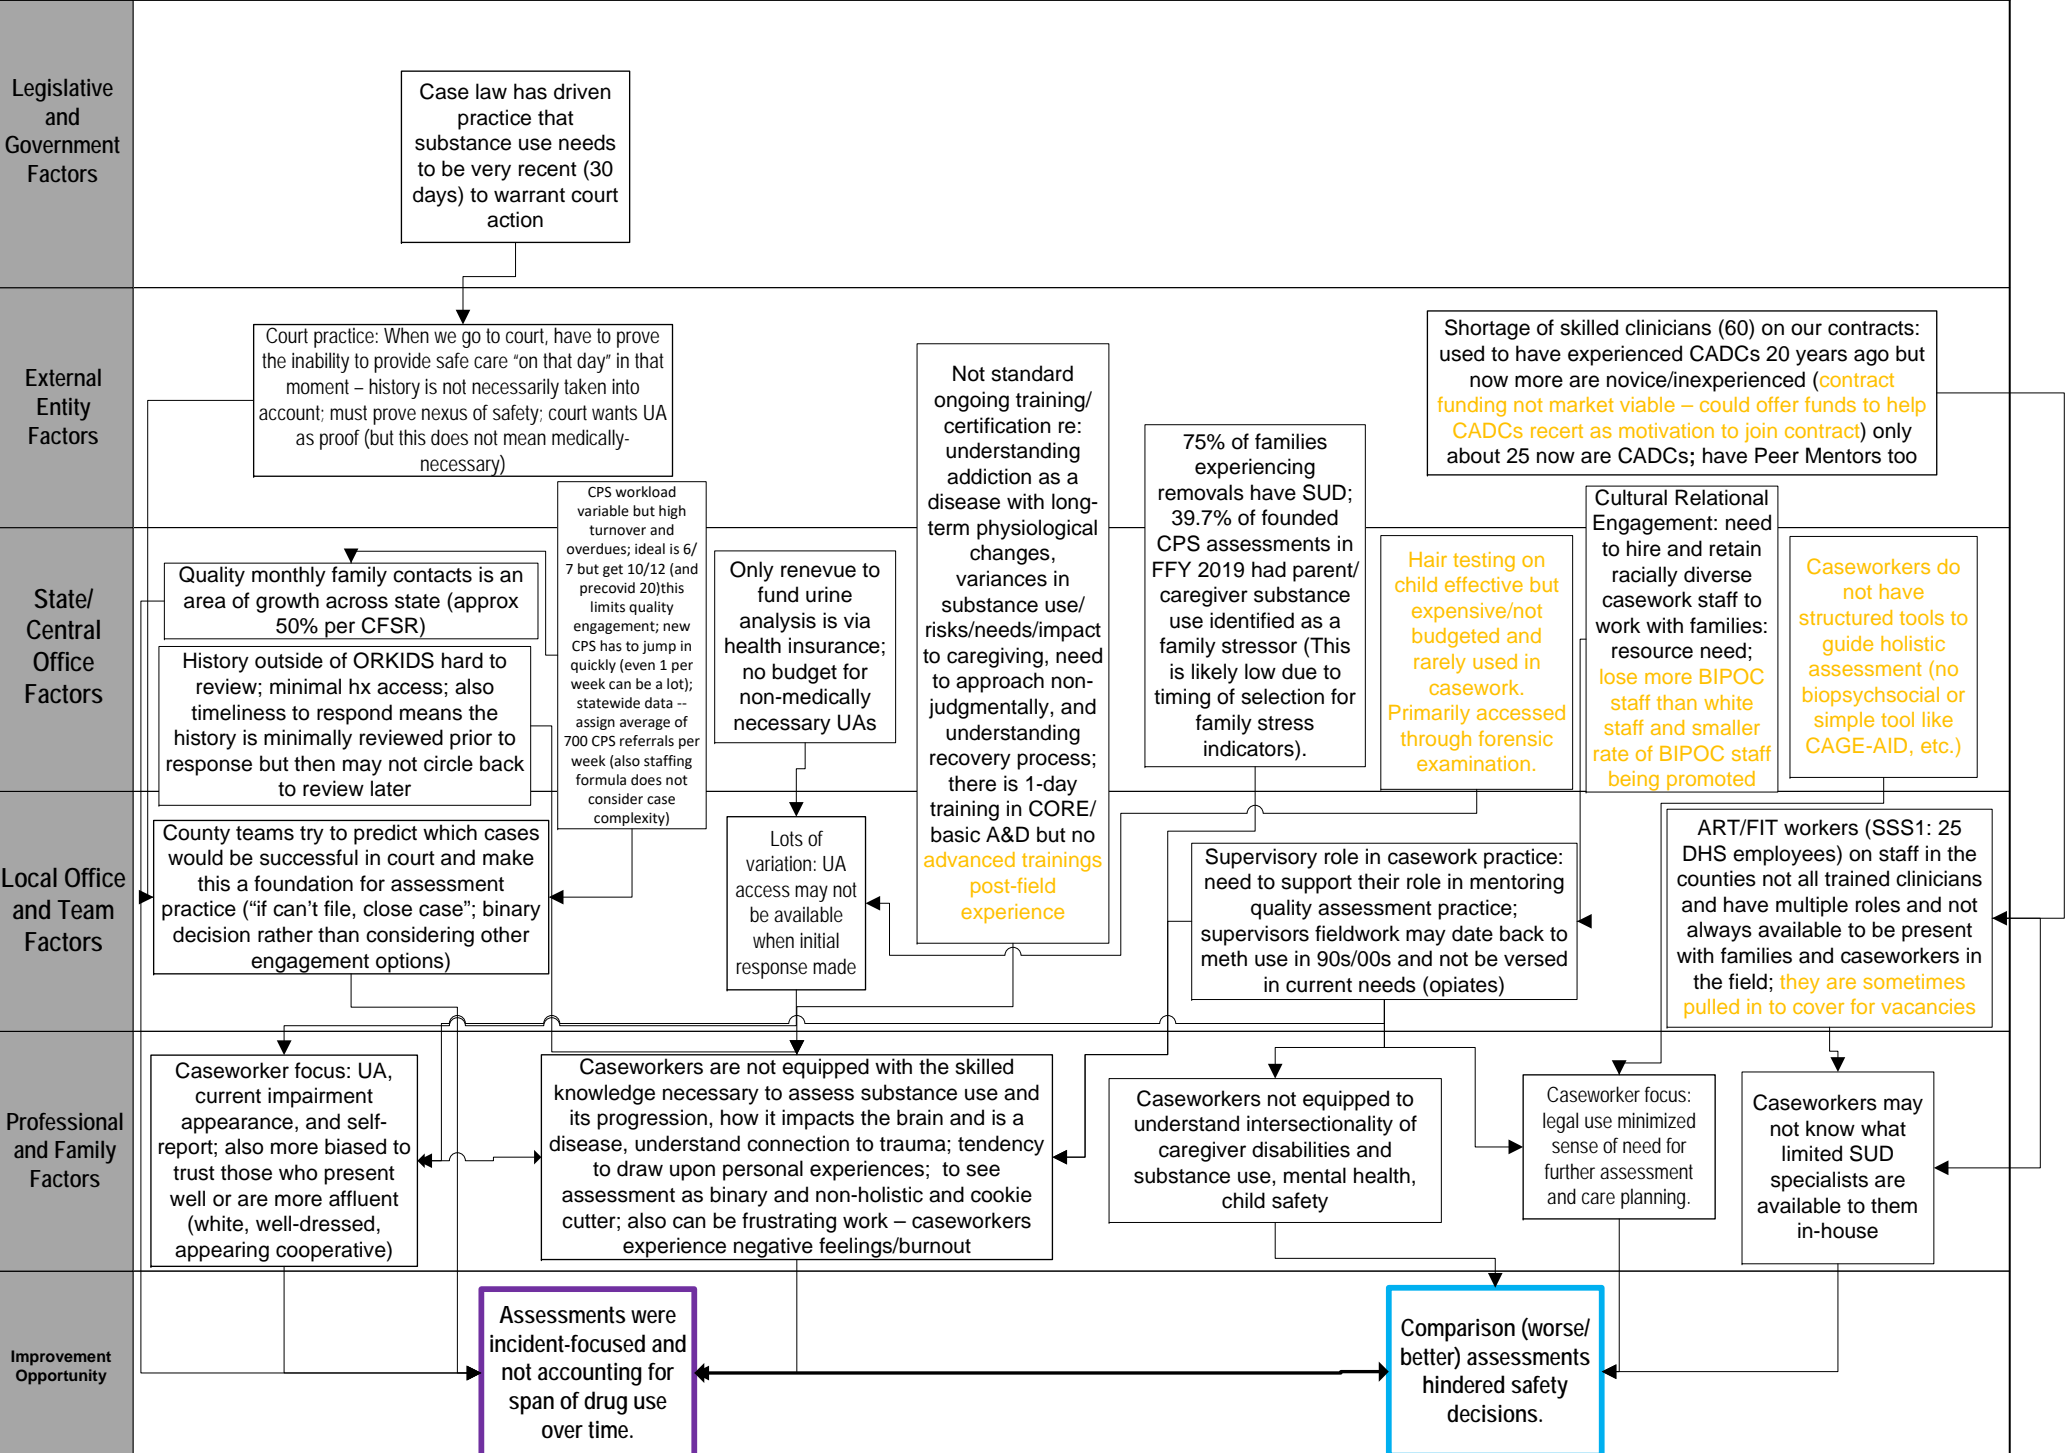 Legislative
and
Government
Factors
Case law has driven
practice that
substance use needs
to be very recent (30
days) to warrant court
action
External
Entity
Factors
Court practice: When we go to court, have to prove
the inability to provide safe care “on that day” in that
moment – history is not necessarily taken into
account; must prove nexus of safety; court wants UA
as proof (but this does not mean medically-
necessary)
Not standard
ongoing training/
certification re:
understanding
addiction as a
disease with long-
term physiological
changes,
variances in
substance use/
risks/needs/impact
to caregiving, need
to approach non-
judgmentally, and
understanding
recovery process;
there is 1-day
training in CORE/
basic A&D but no
advanced trainings
post-field
experience
75% of families
experiencing
removals have SUD;
39.7% of founded
CPS assessments in
FFY 2019 had parent/
caregiver substance
use identified as a
family stressor (This
is likely low due to
timing of selection for
family stress
indicators).
Shortage of skilled clinicians (60) on our contracts:
used to have experienced CADCs 20 years ago but
now more are novice/inexperienced (contract
funding not market viable – could offer funds to help
CADCs recert as motivation to join contract) only
about 25 now are CADCs; have Peer Mentors too
CPS workload
variable but high
turnover and
overdues; ideal is 6/
7 but get 10/12 (and
precovid 20)this
limits quality
engagement; new
CPS has to jump in
quickly (even 1 per
week can be a lot);
statewide data --
assign average of
700 CPS referrals per
week (also staffing
formula does not
consider case
complexity)
Cultural Relational
Engagement: need
to hire and retain
racially diverse
casework staff to
work with families:
resource need;
lose more BIPOC
staff than white
staff and smaller
rate of BIPOC staff
being promoted
State/
Central
Office
Factors
Quality monthly family contacts is an
area of growth across state (approx
50% per CFSR)
History outside of ORKIDS hard to
review; minimal hx access; also
timeliness to respond means the
history is minimally reviewed prior to
response but then may not circle back
to review later
Only renevue to
fund urine
analysis is via
health insurance;
no budget for
non-medically
necessary UAs
Hair testing on
child effective but
expensive/not
budgeted and
rarely used in
casework.
Primarily accessed
through forensic
examination.
Caseworkers do
not have
structured tools to
guide holistic
assessment (no
biopsychsocial or
simple tool like
CAGE-AID, etc.)
Local Office
and Team
Factors
County teams try to predict which cases
would be successful in court and make
this a foundation for assessment
practice (“if can’t file, close case”; binary
decision rather than considering other
engagement options)
Lots of
variation: UA
access may not
be available
when initial
response made
Supervisory role in casework practice:
need to support their role in mentoring
quality assessment practice;
supervisors fieldwork may date back to
meth use in 90s/00s and not be versed
in current needs (opiates)
ART/FIT workers (SSS1: 25
DHS employees) on staff in the
counties not all trained clinicians
and have multiple roles and not
always available to be present
with families and caseworkers in
the field; they are sometimes
pulled in to cover for vacancies
Professional
and Family
Factors
Caseworker focus: UA,
current impairment
appearance, and self-
report; also more biased to
trust those who present
well or are more affluent
(white, well-dressed,
appearing cooperative)
Caseworkers are not equipped with the skilled
knowledge necessary to assess substance use and
its progression, how it impacts the brain and is a
disease, understand connection to trauma; tendency
to draw upon personal experiences;  to see
assessment as binary and non-holistic and cookie
cutter; also can be frustrating work – caseworkers
experience negative feelings/burnout
Caseworkers not equipped to
understand intersectionality of
caregiver disabilities and
substance use, mental health,
child safety
Caseworker focus:
legal use minimized
sense of need for
further assessment
and care planning.
Caseworkers may
not know what
limited SUD
specialists are
available to them
in-house
Improvement
Opportunity
Assessments were
incident-focused and
not accounting for
span of drug use
over time.
Comparison (worse/
better) assessments
hindered safety
decisions.